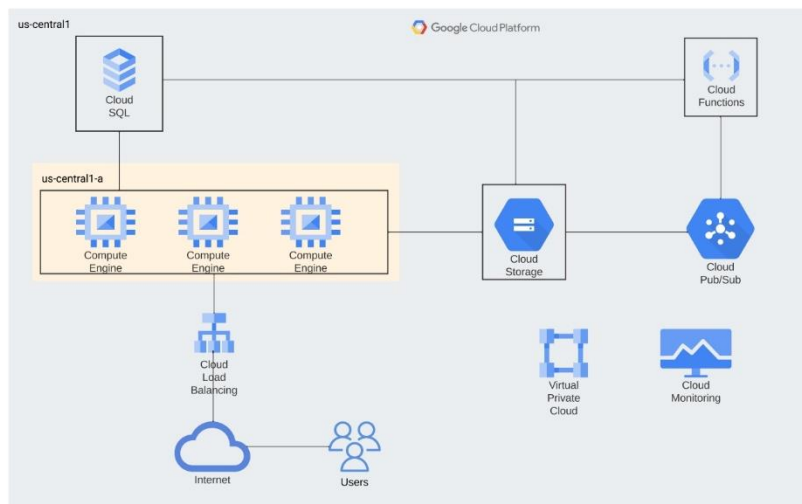 us-central1
Google Cloud Platform
Cloud
SQL
Cloud
Functions
us-central1-a
Compute
Engine
Compute
Engine
Compute
Engine
Cloud
Storage
Cloud
Pub/Sub
Cloud
Load
Balancing
Virtual
Private
Cloud
Cloud
Monitoring
Internet
Users